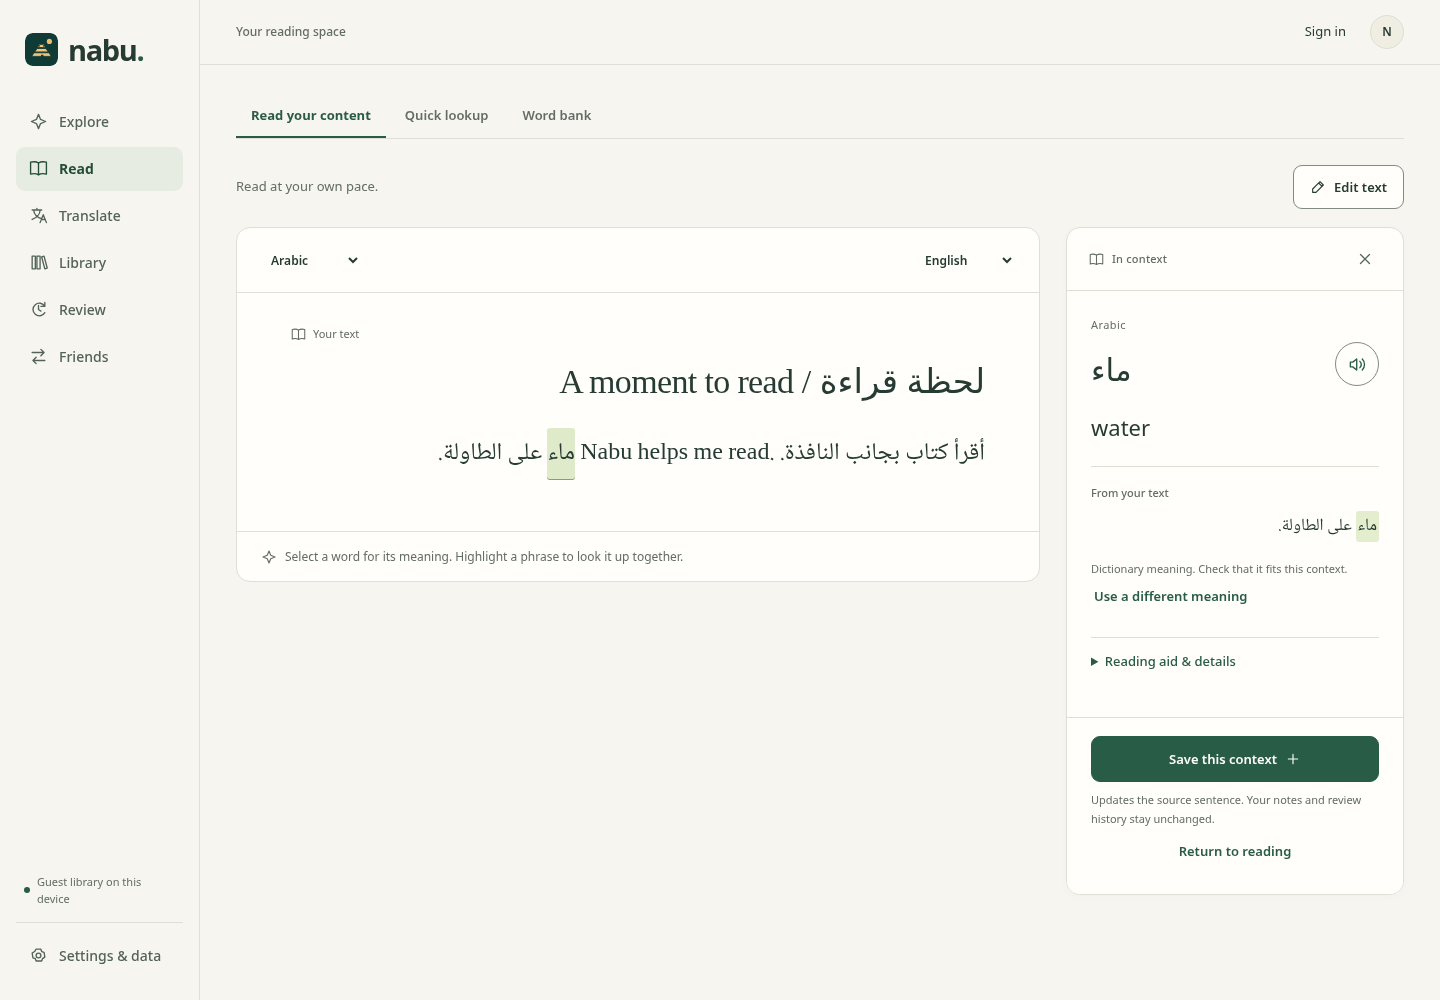 nabu.
Explore
Read
Translate
Library
Review
Friends
Guest library on this
device
Settings & data
Your reading space
Sign in
N
Read your content
Quick lookup
Word bank
Read at your own pace.
Edit text
Arabic
English
Your text
لحظة قراءة / A moment to read
أقرأ كتاب بجانب النافذة. Nabu helps me read. ماء على الطاولة.
Select a word for its meaning. Highlight a phrase to look it up together.
In context
Arabic
ماء
water
From your text
ماء على الطاولة.
Dictionary meaning. Check that it fits this context.
Use a different meaning
Reading aid & details
Save this context
Updates the source sentence. Your notes and review
history stay unchanged.
Return to reading